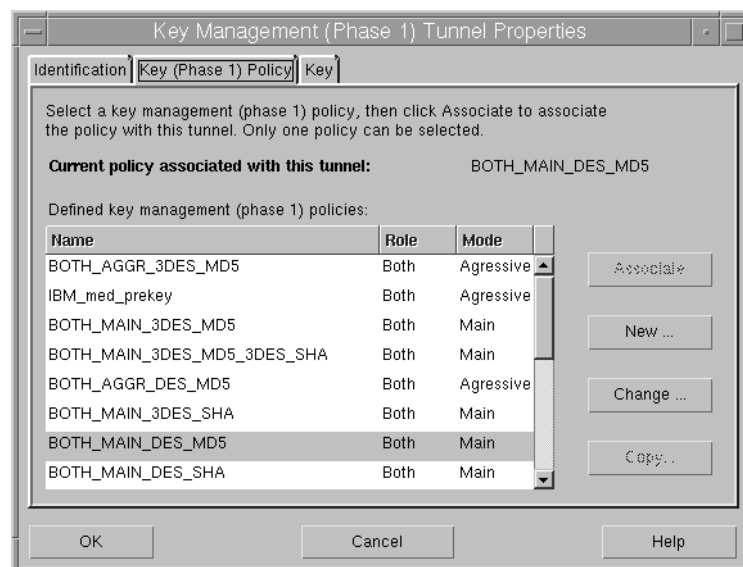 Key Management (Phase 1) Tunnel Properties
Identification Key (Phase 1) Policy Key
Select a key management (phase 1) policy, then click Associate to associate
the policy with this tunnel. Only one policy can be selected.
Current policy associated with this tunnel: BOTH_MAIN_DES_MD5
Defined key management (phase 1) policies:
Name Role Mode
BOTH_AGGR_3DES_MD5 Both Agressive
IBM_med_prekey Both Agressive
BOTH_MAIN_3DES_MD5 Both Main
BOTH_MAIN_3DES_MD5_3DES_SHA Both Main
BOTH_AGGR_DES_MD5 Both Agressive
BOTH_MAIN_3DES_SHA Both Main
BOTH_MAIN_DES_MD5 Both Main
BOTH_MAIN_DES_SHA Both Main
Associate
New ...
Change ...
Copy...
OK Cancel Help